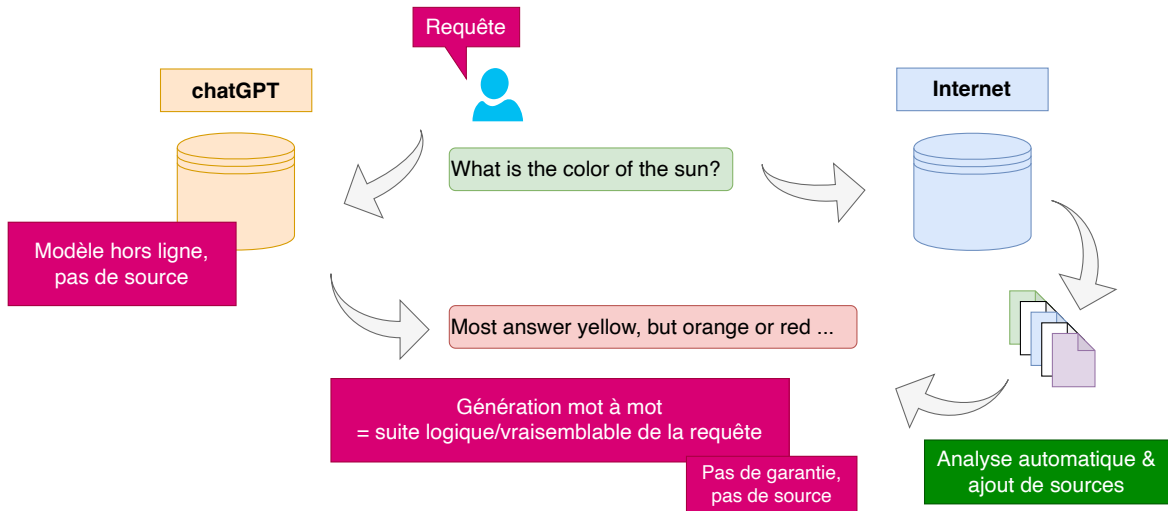 Requête
chatGPT
Internet
What is the color of the sun?
Modèle hors ligne,
pas de source
Most answer yellow, but orange or red ...
Génération mot à mot
= suite logique/vraisemblable de la requête
Pas de garantie,
pas de source
Analyse automatique &
ajout de sources